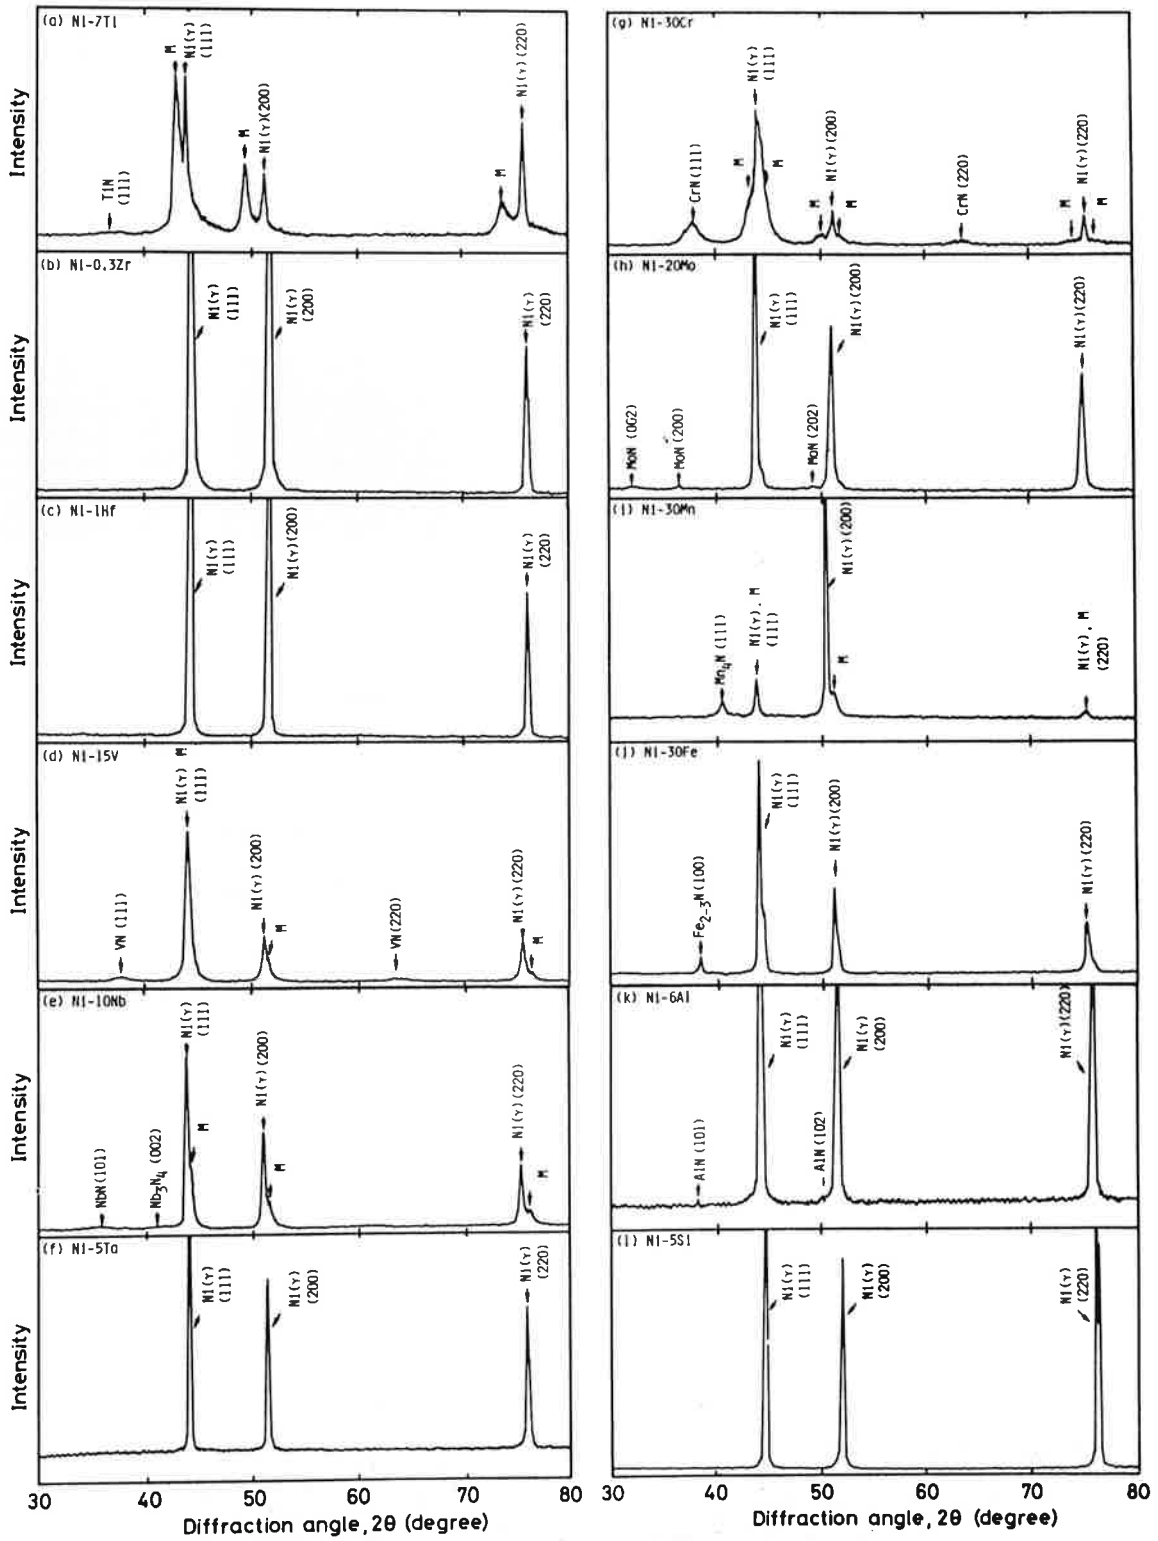 (a) Ni-7Ti
Intensity
TiN
(111)
M
Ni(γ)
(111)
M
Ni(γ)(200)
M
Ni(γ)(220)
(b) Ni-0.3Zr
Intensity
Ni(γ)
(111)
Ni(γ)
(200)
Ni(γ)
(220)
(c) Ni-1Hf
Intensity
Ni(γ)
(111)
Ni(γ)(200)
Ni(γ)
(220)
(d) Ni-15V
Intensity
VN (111)
Ni(γ) M
(111)
Ni(γ)(200)
M
VN(220)
Ni(γ)(220)
M
(e) Ni-10Nb
Intensity
NbN(101)
Nb3N4(002)
Ni(γ)
(111)
M
Ni(γ)(200)
M
Ni(γ)(220)
M
(f) Ni-5Ta
Intensity
Ni(γ)
(111)
Ni(γ)
(200)
Ni(γ)
(220)
30 40 50 60 70 80
Diffraction angle, 2θ (degree)
(g) Ni-30Cr
CrN(111)
M
Ni(γ)
(111)
M
M
Ni(γ)(200)
M
CrN(220)
M
Ni(γ)(220)
M
(h) Ni-20Mo
MoN(002)
MoN(200)
Ni(γ)
(111)
MoN(202)
Ni(γ)(200)
Ni(γ)(220)
(i) Ni-30Mn
Mn4N(111)
Ni(γ), M
(111)
Ni(γ)(200)
M
Ni(γ), M
(220)
(j) Ni-30Fe
Fe2-3N(100)
Ni(γ)
(111)
Ni(γ)(200)
Ni(γ)(220)
(k) Ni-6Al
AlN(101)
Ni(γ)
(111)
AlN(102)
Ni(γ)
(200)
Ni(γ)(220)
(l) Ni-5Si
Ni(γ)
(111)
Ni(γ)
(200)
Ni(γ)
(220)
30 40 50 60 70 80
Diffraction angle, 2θ (degree)